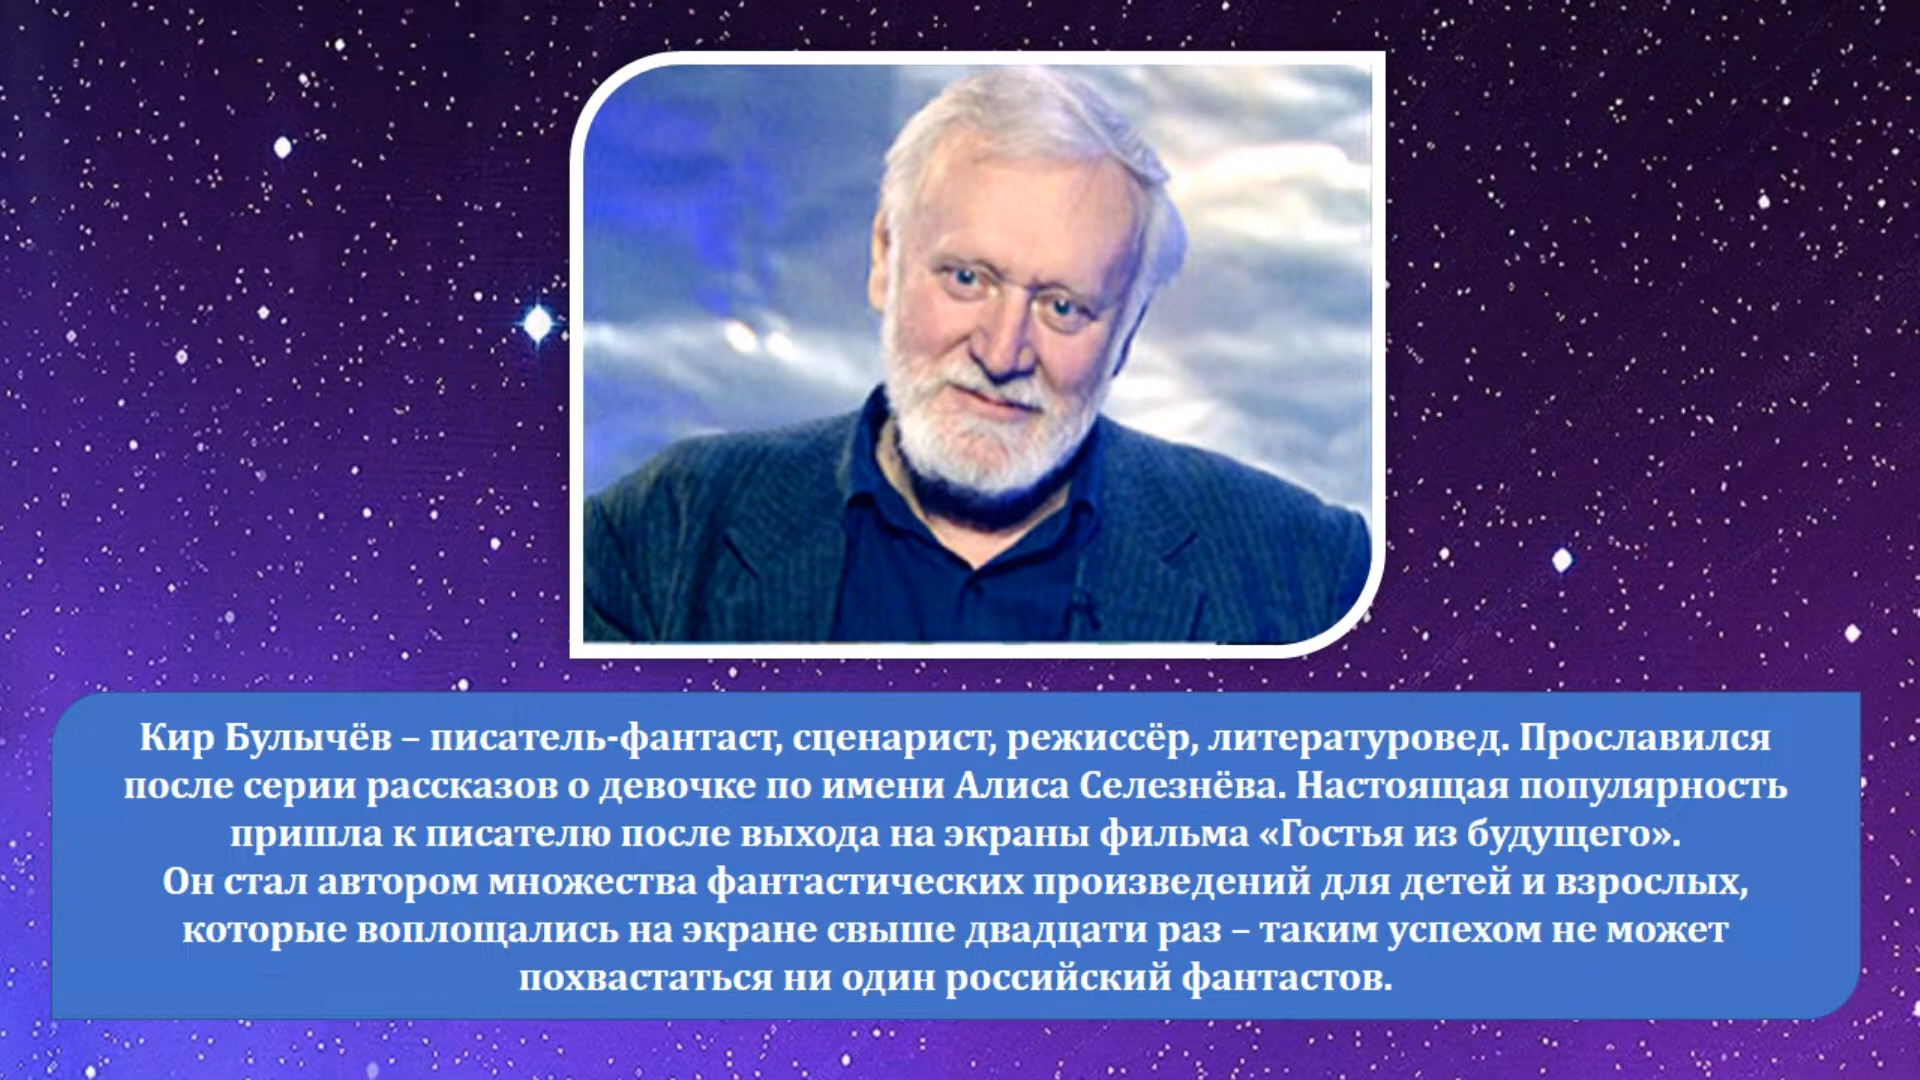 Кир Булычёв – писатель-фантаст, сценарист, режиссёр, литературовед. Прославился
после серии рассказов о девочке по имени Алиса Селезнёва. Настоящая популярность
пришла к писателю после выхода на экраны фильма «Гостья из будущего».
Он стал автором множества фантастических произведений для детей и взрослых,
которые воплощались на экране свыше двадцати раз – таким успехом не может
похвастаться ни один российский фантастов.